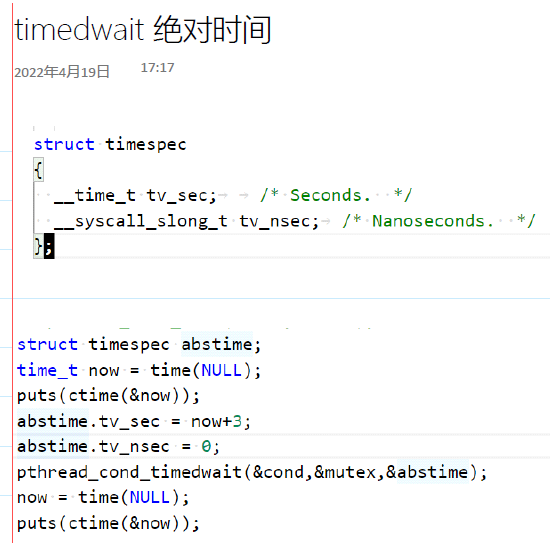 timedwait 绝对时间
2022年4月19日 17:17
struct timespec
{
__time_t tv_sec; /* Seconds. */
__syscall_slong_t tv_nsec; /* Nanoseconds. */
};
struct timespec abstime;
time_t now = time(NULL);
puts(ctime(&now));
abstime.tv_sec = now+3;
abstime.tv_nsec = 0;
pthread_cond_timedwait(&cond,&mutex,&abstime);
now = time(NULL);
puts(ctime(&now));